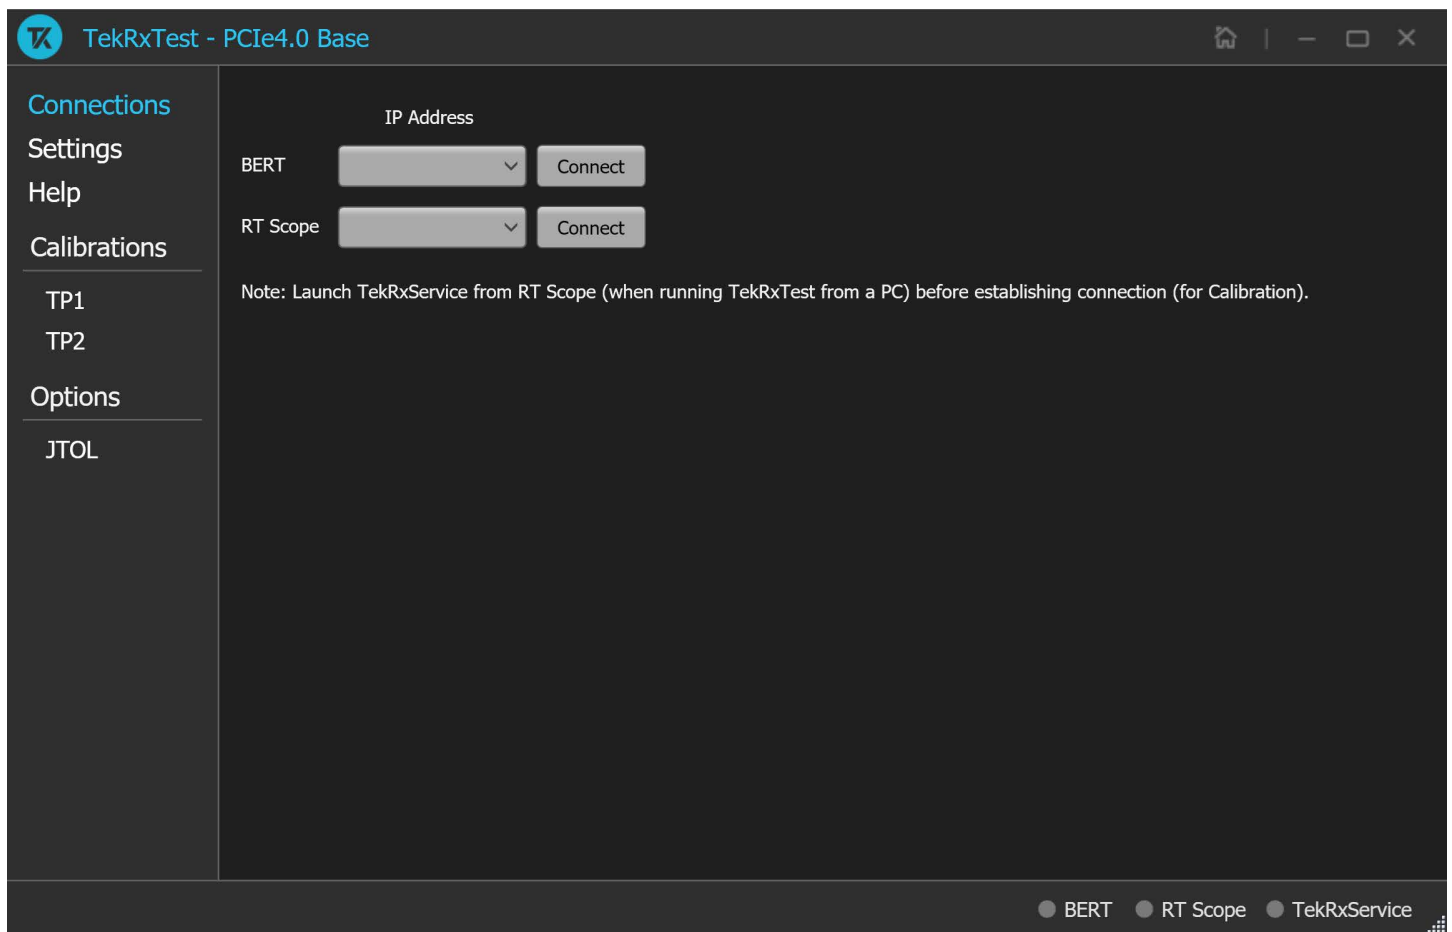 TekRxTest - PCIe4.0 Base
Connections
Settings
Help
Calibrations
TP1
TP2
Options
JTOL
IP Address
BERT
Connect
RT Scope
Connect
Note: Launch TekRxService from RT Scope (when running TekRxTest from a PC) before establishing connection (for Calibration).
BERT
RT Scope
TekRxService